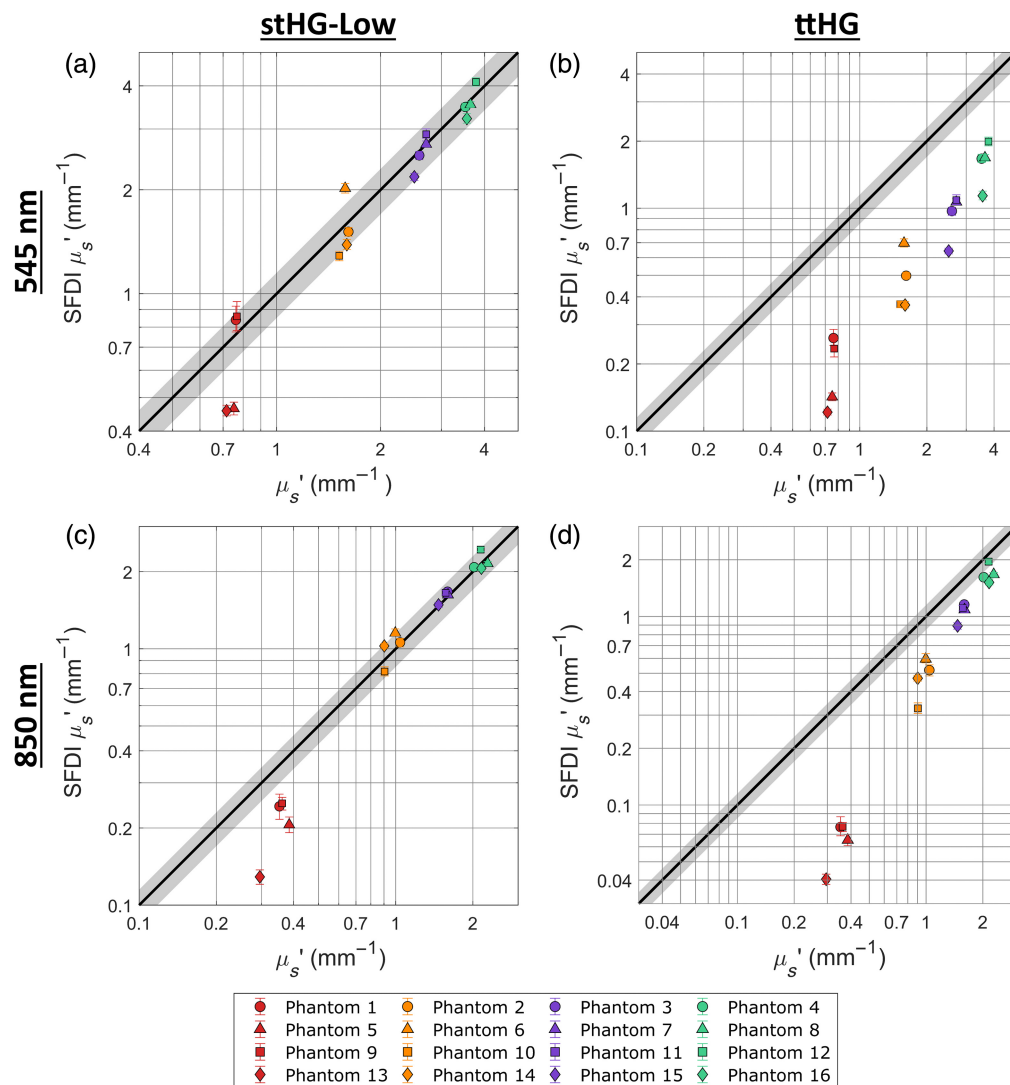 stHG-Low
ttHG
545 nm
850 nm
(a)
4
2
1
0.7
0.4
0.4 0.7 1 2 4
SFDI μs' (mm−1)
μs' (mm−1)
(b)
4
2
1
0.7
0.4
0.2
0.1
0.1 0.2 0.4 0.7 1 2 4
SFDI μs' (mm−1)
μs' (mm−1)
(c)
2
1
0.7
0.4
0.2
0.1
0.1 0.2 0.4 0.7 1 2
SFDI μs' (mm−1)
μs' (mm−1)
(d)
2
1
0.7
0.4
0.2
0.1
0.04
0.04 0.1 0.2 0.4 0.7 1 2
SFDI μs' (mm−1)
μs' (mm−1)
Phantom 1 Phantom 2 Phantom 3 Phantom 4
Phantom 5 Phantom 6 Phantom 7 Phantom 8
Phantom 9 Phantom 10 Phantom 11 Phantom 12
Phantom 13 Phantom 14 Phantom 15 Phantom 16